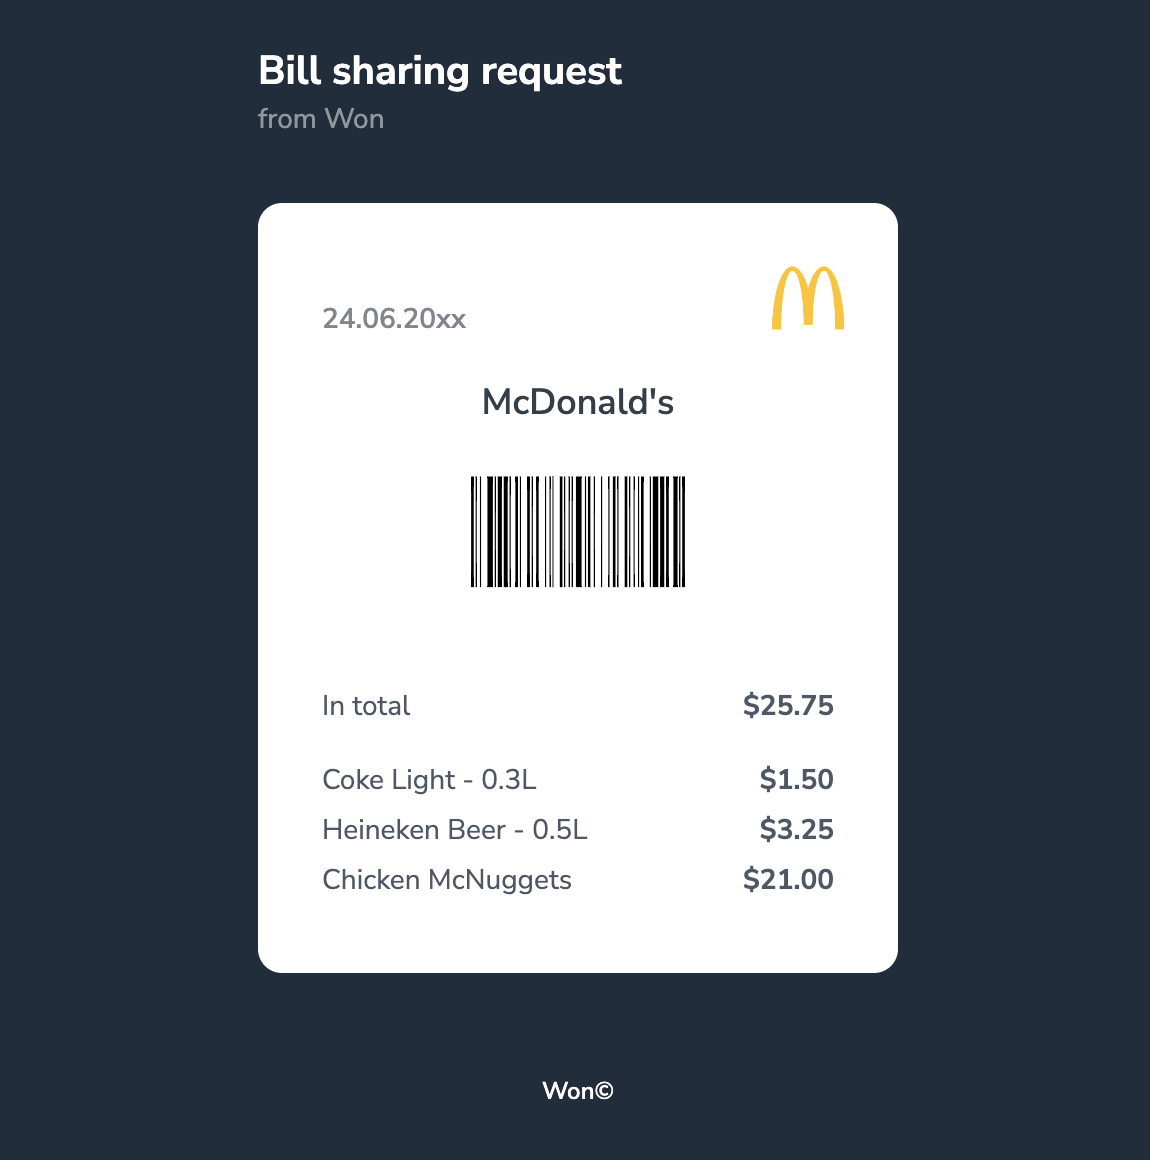 Bill sharing request
from Won
24.06.20xx
McDonald's
In total $25.75
Coke Light - 0.3L $1.50
Heineken Beer - 0.5L $3.25
Chicken McNuggets $21.00
Won©